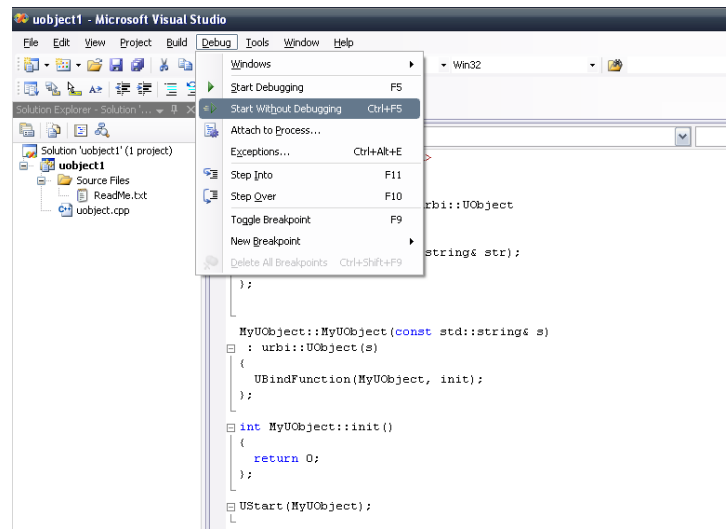 uobject1 - Microsoft Visual Studio
File Edit View Project Build Debug Tools Window Help
Win32
Windows
Start Debugging F5
Start Without Debugging Ctrl+F5
Attach to Process...
Exceptions... Ctrl+Alt+E
Step Into F11
Step Over F10
Toggle Breakpoint F9
New Breakpoint
Delete All Breakpoints Ctrl+Shift+F9
Solution Explorer - Solution '...
Solution 'uobject1' (1 project)
uobject1
Source Files
ReadMe.txt
uobject.cpp
>
rbi::UObject
string& str);
};
MyUObject::MyUObject(const std::string& s)
: urbi::UObject(s)
{
UBindFunction(MyUObject, init);
};
int MyUObject::init()
{
return 0;
};
UStart(MyUObject);